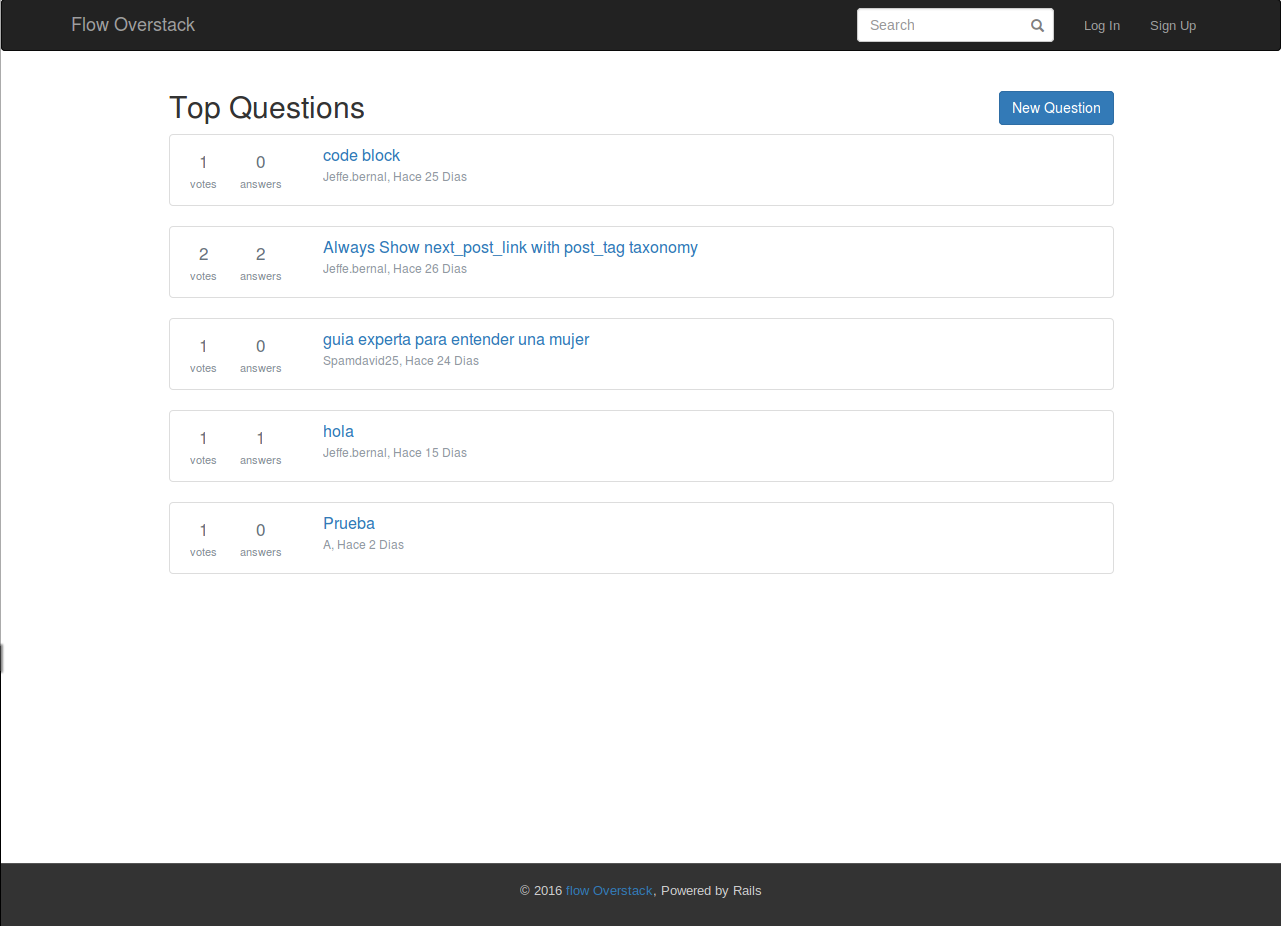 Flow Overstack Search Log In Sign Up
Top Questions New Question
1 0 code block
votes answers Jeffe.bernal, Hace 25 Dias
2 2 Always Show next_post_link with post_tag taxonomy
votes answers Jeffe.bernal, Hace 26 Dias
1 0 guia experta para entender una mujer
votes answers Spamdavid25, Hace 24 Dias
1 1 hola
votes answers Jeffe.bernal, Hace 15 Dias
1 0 Prueba
votes answers A, Hace 2 Dias
© 2016 flow Overstack, Powered by Rails